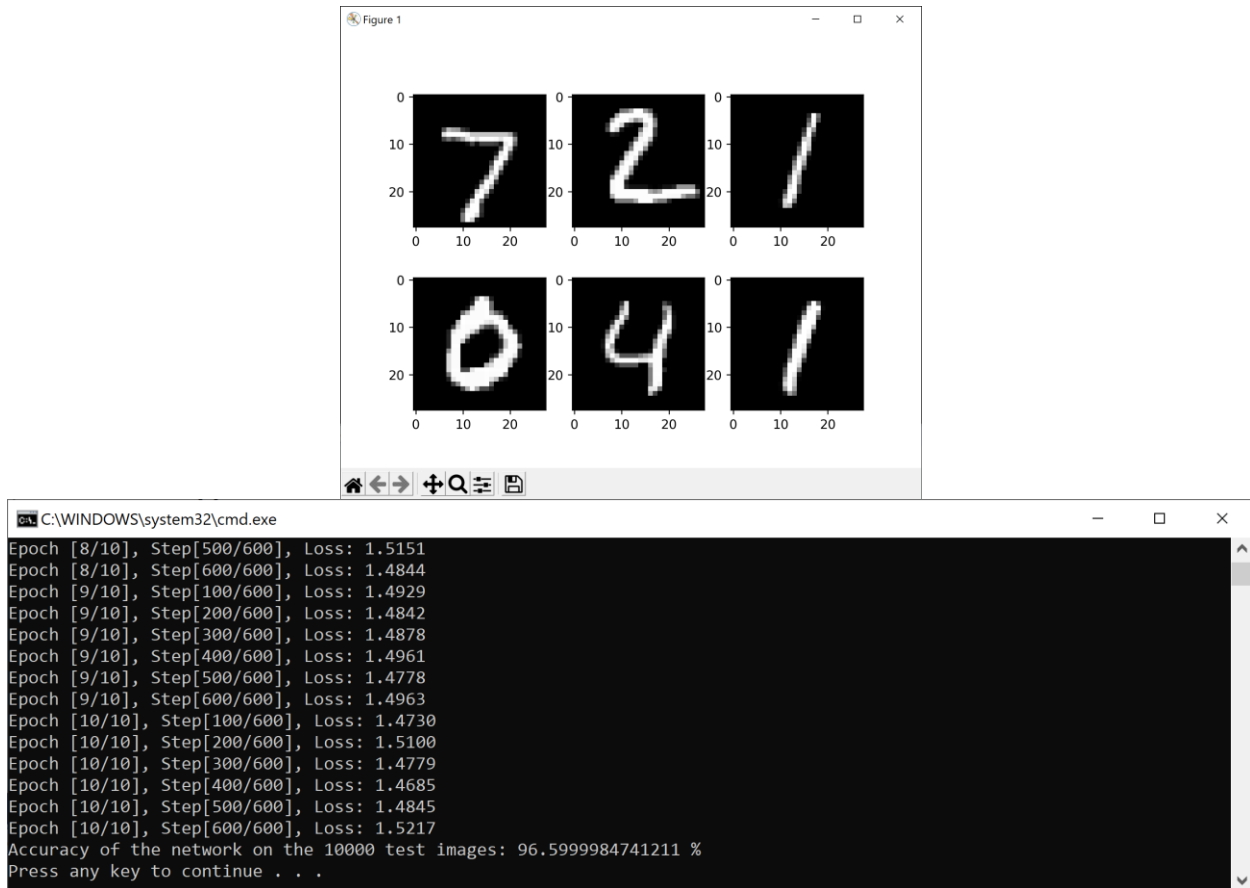 Figure 1
0 0 0
10 10 10
20 20 20
7 2 1
0 10 20 0 10 20 0 10 20
0 0 0
10 10 10
20 20 20
0 4 1
0 10 20 0 10 20 0 10 20
C:\WINDOWS\system32\cmd.exe
Epoch [8/10], Step[500/600], Loss: 1.5151
Epoch [8/10], Step[600/600], Loss: 1.4844
Epoch [9/10], Step[100/600], Loss: 1.4929
Epoch [9/10], Step[200/600], Loss: 1.4842
Epoch [9/10], Step[300/600], Loss: 1.4878
Epoch [9/10], Step[400/600], Loss: 1.4961
Epoch [9/10], Step[500/600], Loss: 1.4778
Epoch [9/10], Step[600/600], Loss: 1.4963
Epoch [10/10], Step[100/600], Loss: 1.4730
Epoch [10/10], Step[200/600], Loss: 1.5100
Epoch [10/10], Step[300/600], Loss: 1.4779
Epoch [10/10], Step[400/600], Loss: 1.4685
Epoch [10/10], Step[500/600], Loss: 1.4845
Epoch [10/10], Step[600/600], Loss: 1.5217
Accuracy of the network on the 10000 test images: 96.5999984741211 %
Press any key to continue . . .